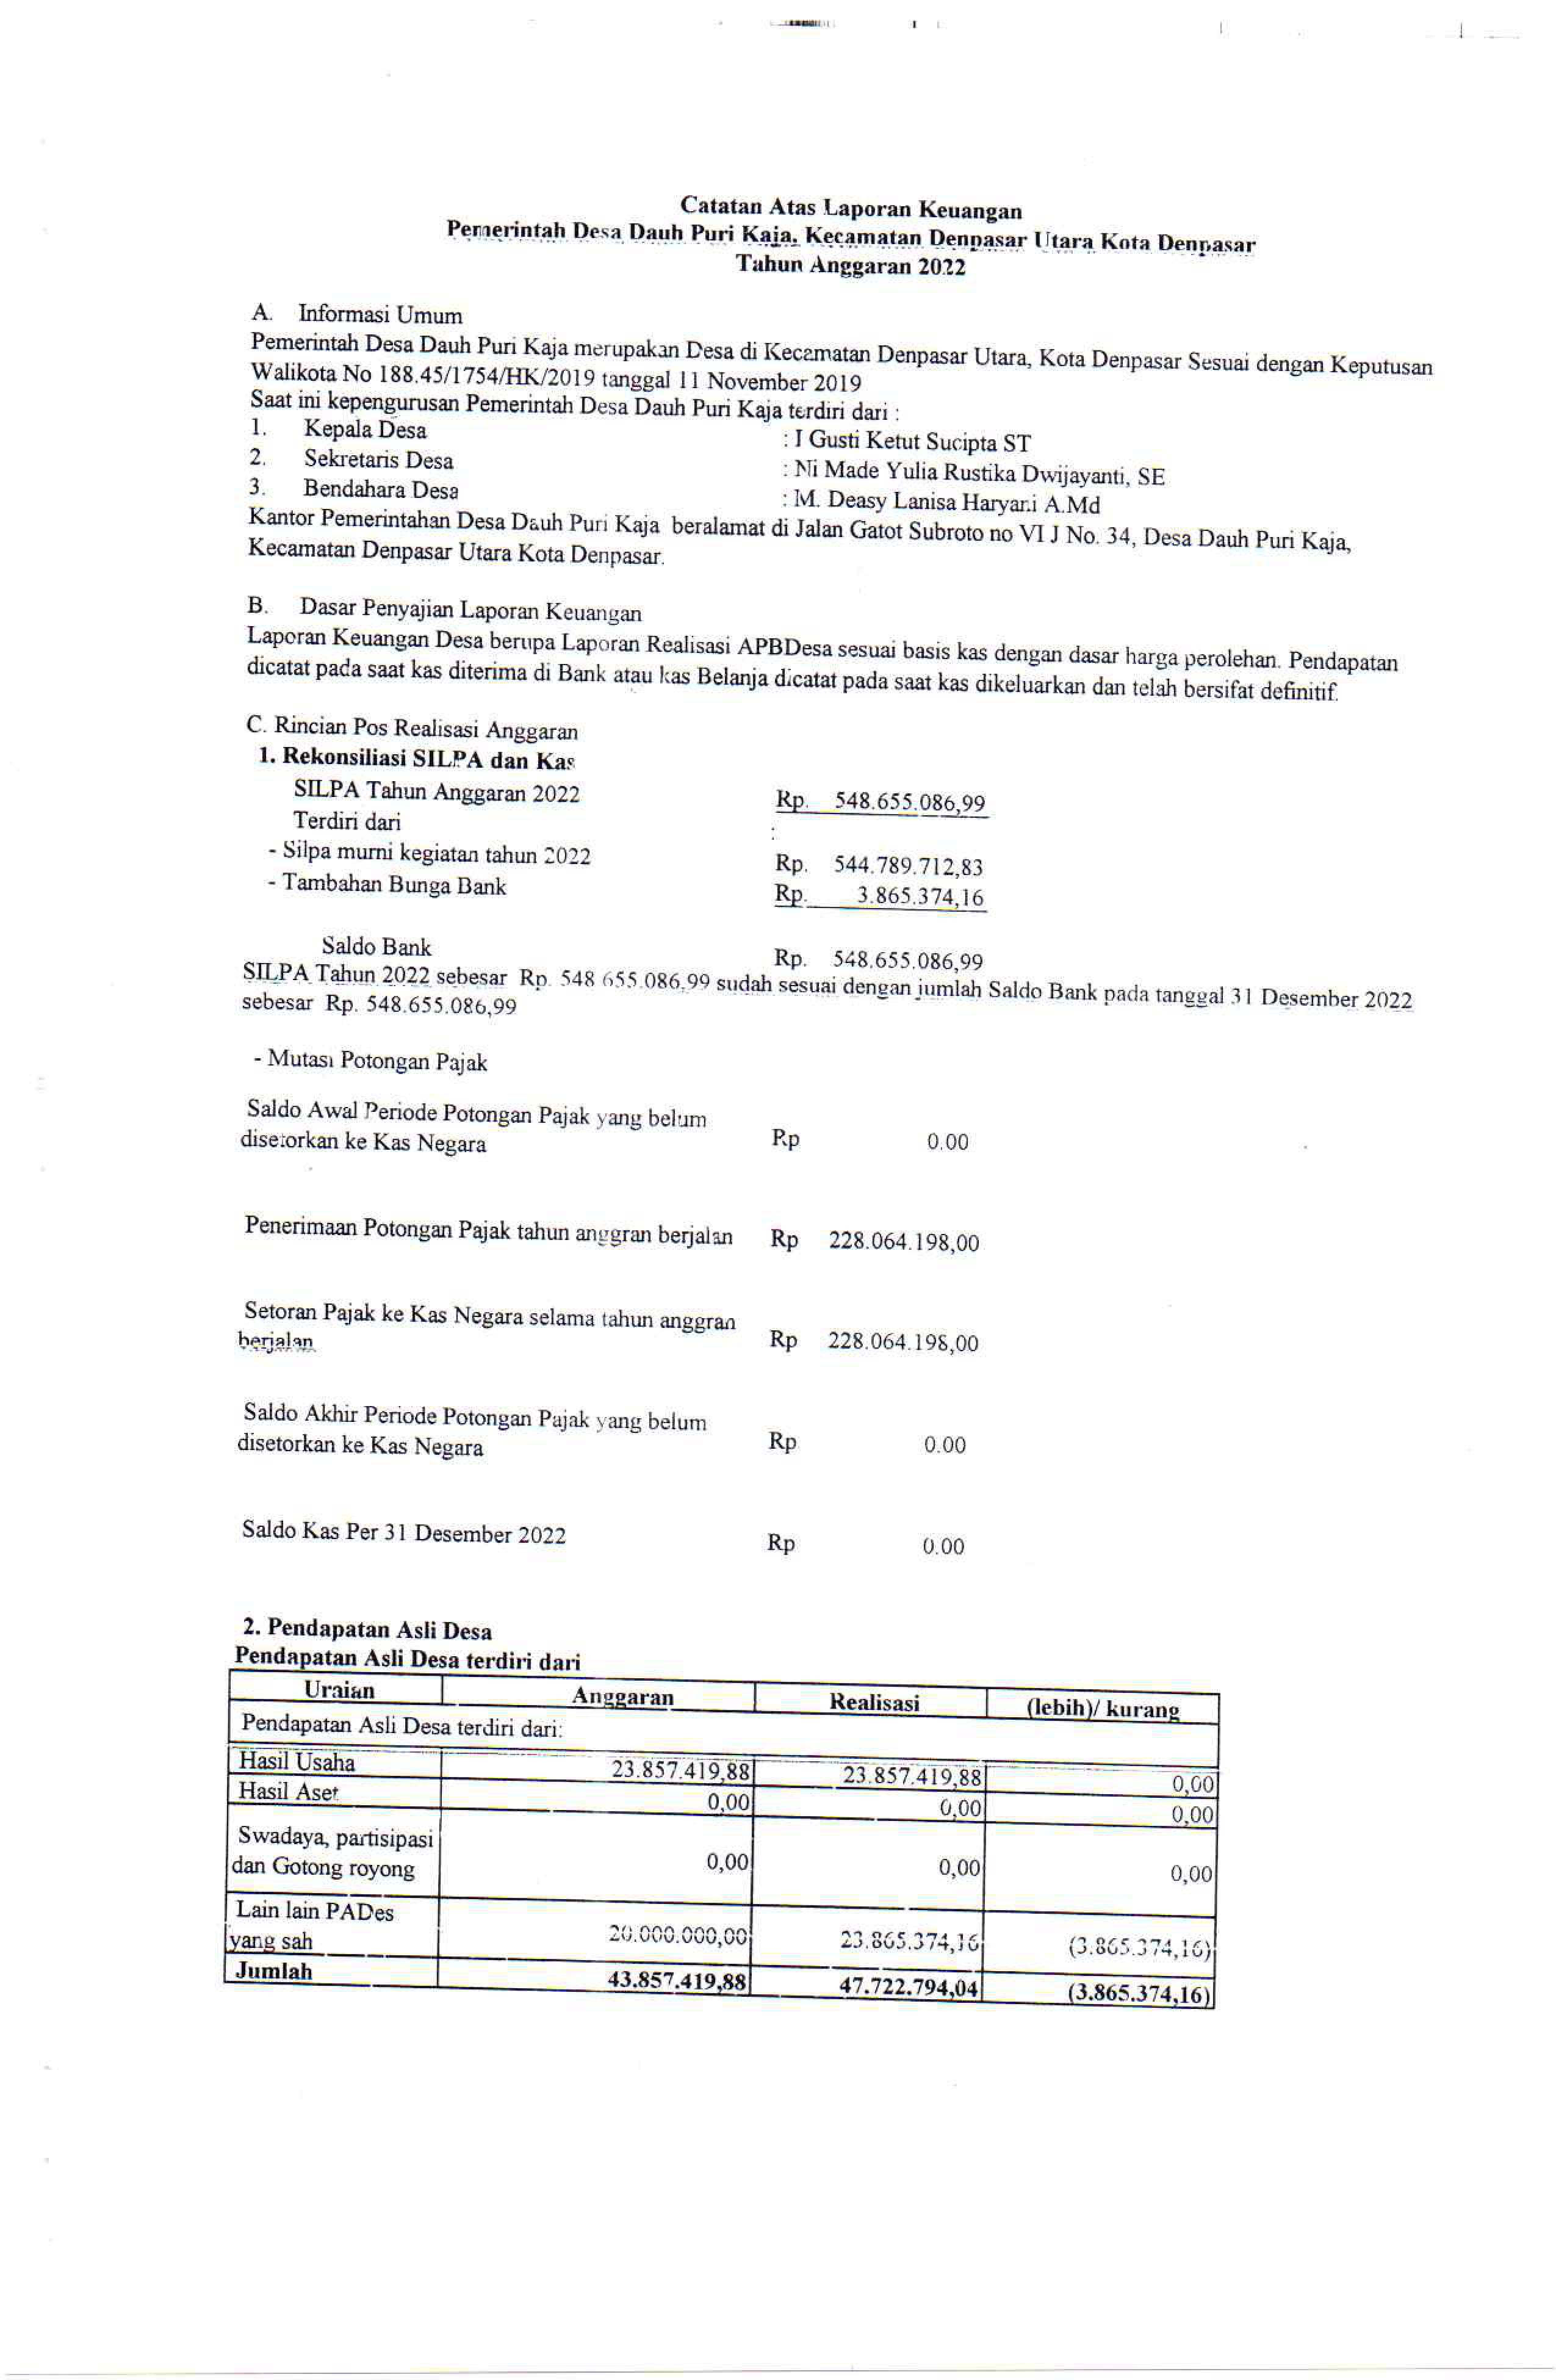 Catatan Atas Laporan Keuangan
Pemerintah Desa Dauh Puri Kaja, Kecamatan Denpasar Utara Kota Denpasar
Tahun Anggaran 2022
A. Informasi Umum
Pemerintah Desa Dauh Puri Kaja merupakan Desa di Kecamatan Denpasar Utara, Kota Denpasar Sesuai dengan Keputusan
Walikota No 188.45/1754/HK/2019 tanggal 11 November 2019
Saat ini kepengurusan Pemerintah Desa Dauh Puri Kaja terdiri dari :
1. Kepala Desa : I Gusti Ketut Sucipta ST
2. Sekretaris Desa : Ni Made Yulia Rustika Dwijayanti, SE
3. Bendahara Desa : M. Deasy Lanisa Haryani A.Md
Kantor Pemerintahan Desa Dauh Puri Kaja beralamat di Jalan Gatot Subroto no VI J No. 34, Desa Dauh Puri Kaja,
Kecamatan Denpasar Utara Kota Denpasar.
B. Dasar Penyajian Laporan Keuangan
Laporan Keuangan Desa berupa Laporan Realisasi APBDesa sesuai basis kas dengan dasar harga perolehan. Pendapatan
dicatat pada saat kas diterima di Bank atau kas Belanja dicatat pada saat kas dikeluarkan dan telah bersifat definitif.
C. Rincian Pos Realisasi Anggaran
1. Rekonsiliasi SILPA dan Kas
SILPA Tahun Anggaran 2022 Rp. 548.655.086,99
Terdiri dari :
- Silpa murni kegiatan tahun 2022 Rp. 544.789.712,83
- Tambahan Bunga Bank Rp. 3.865.374,16
Saldo Bank Rp. 548.655.086,99
SILPA Tahun 2022 sebesar Rp. 548.655.086,99 sudah sesuai dengan jumlah Saldo Bank pada tanggal 31 Desember 2022
sebesar Rp. 548.655.086,99
- Mutasi Potongan Pajak
Saldo Awal Periode Potongan Pajak yang belum
disetorkan ke Kas Negara Rp 0.00
Penerimaan Potongan Pajak tahun anggran berjalan Rp 228.064.198,00
Setoran Pajak ke Kas Negara selama tahun anggran
berjalan Rp 228.064.198,00
Saldo Akhir Periode Potongan Pajak yang belum
disetorkan ke Kas Negara Rp 0.00
Saldo Kas Per 31 Desember 2022 Rp 0.00
2. Pendapatan Asli Desa
Pendapatan Asli Desa terdiri dari
Uraian Anggaran Realisasi (lebih)/ kurang
Pendapatan Asli Desa terdiri dari:
Hasil Usaha 23.857.419,88 23.857.419,88 0,00
Hasil Aset 0,00 0,00 0,00
Swadaya, partisipasi
dan Gotong royong 0,00 0,00 0,00
Lain lain PADes
yang sah 20.000.000,00 23.865.374,16 (3.865.374,16)
Jumlah 43.857.419,88 47.722.794,04 (3.865.374,16)